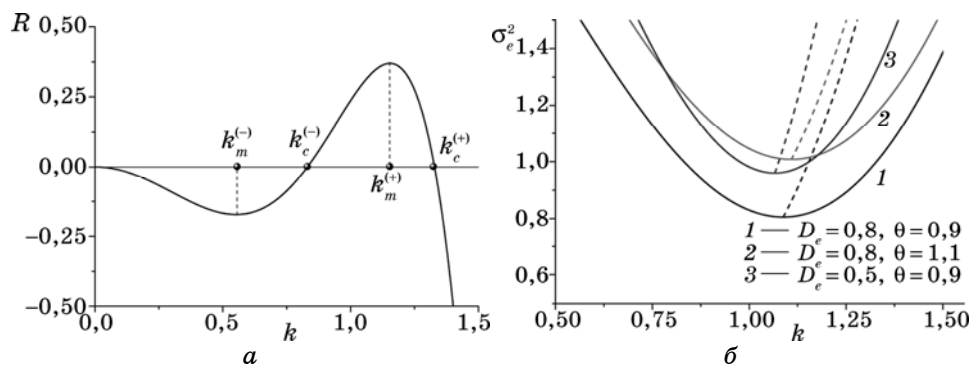 R 0,50
0,25
0,00
−0,25
−0,50
k_m^(−)
k_c^(−)
k_m^(+)
k_c^(+)
0,0 0,5 1,0 1,5
k
а
σ_e^2 1,4
1,2
1,0
0,8
0,6
3
2
1
1 — D_e = 0,8, θ = 0,9
2 — D_e = 0,8, θ = 1,1
3 — D_e = 0,5, θ = 0,9
0,50 0,75 1,00 1,25 1,50
k
б